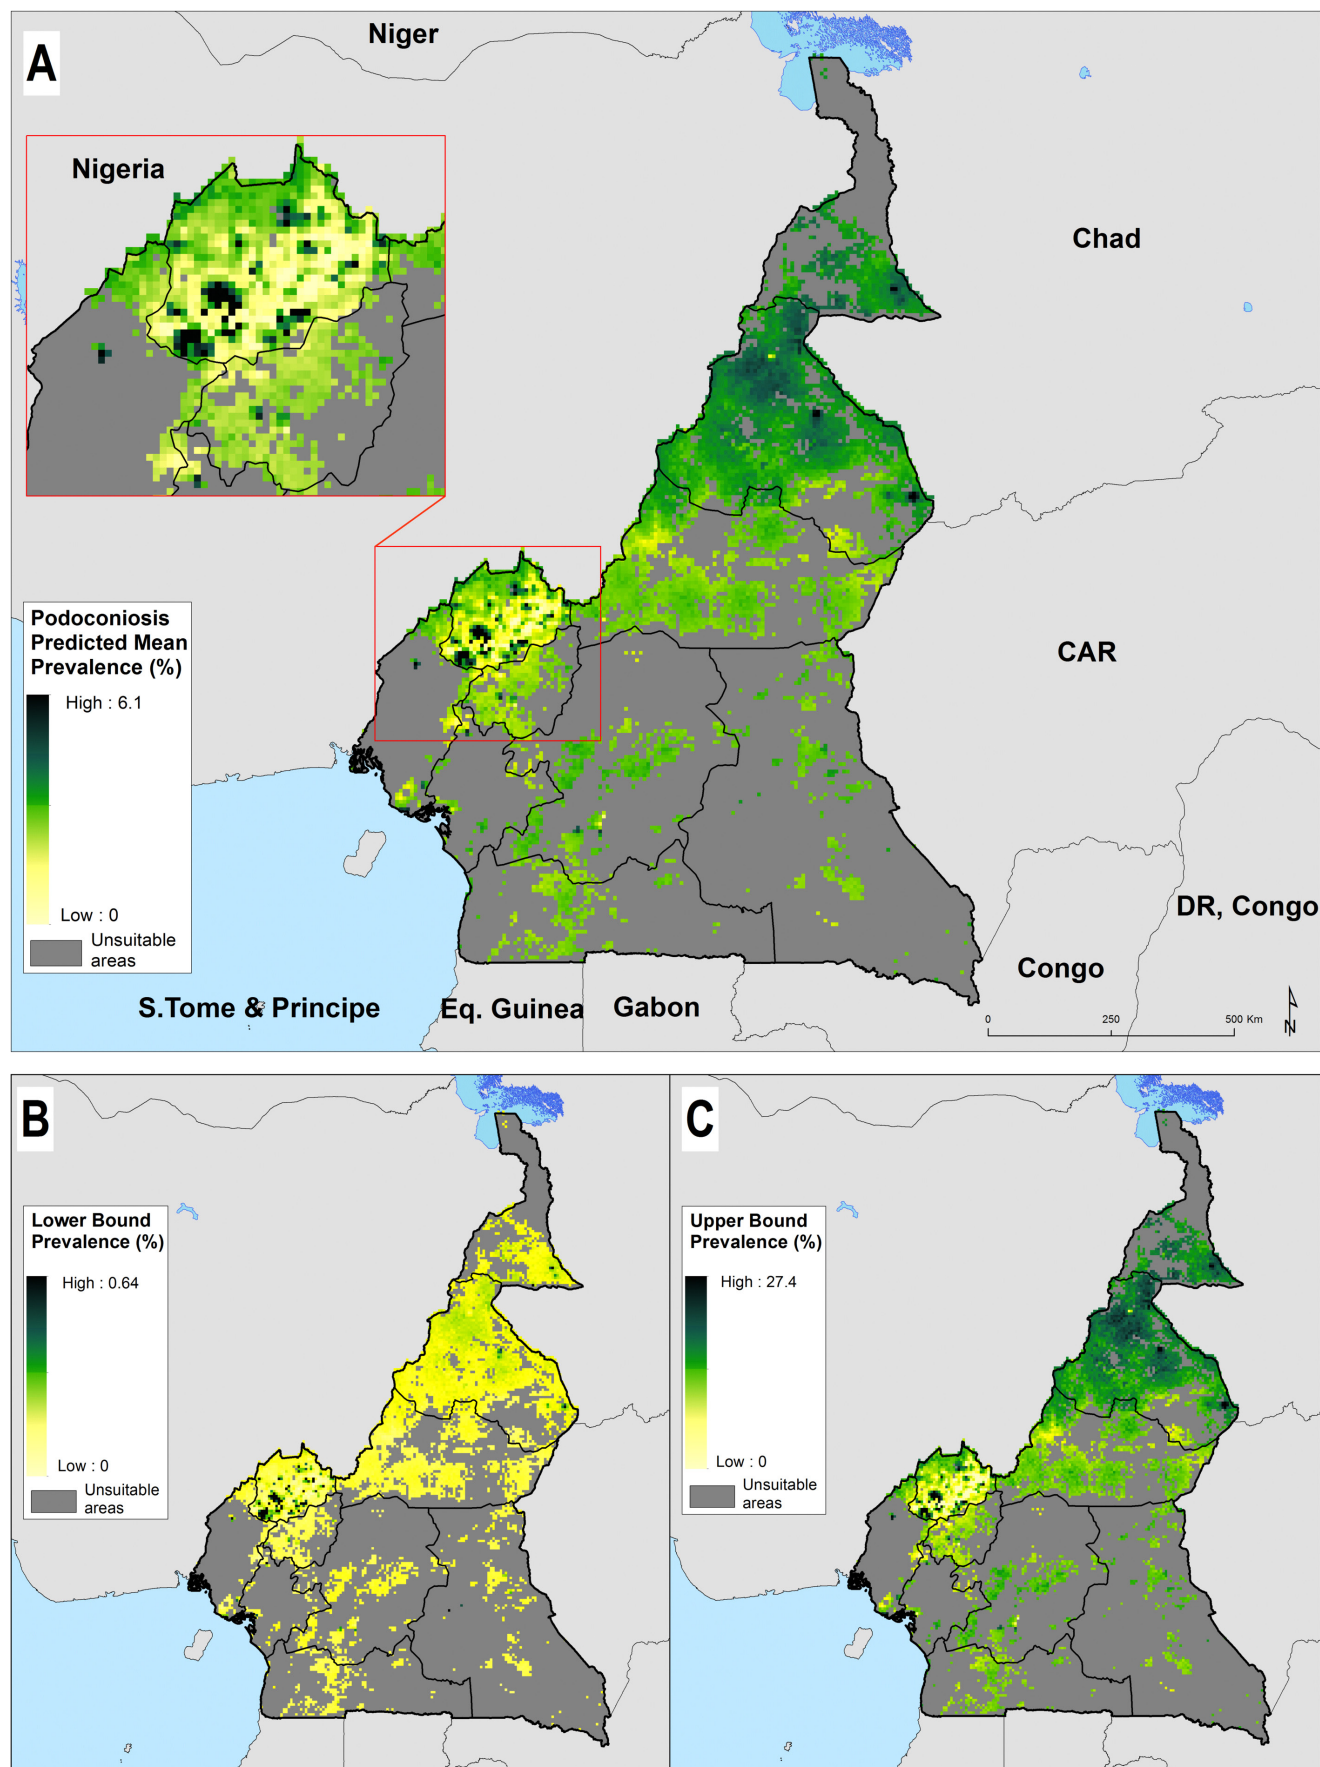 A
Niger
Nigeria
Chad
CAR
DR, Congo
Congo
Gabon
Eq. Guinea
S.Tome & Principe
Podoconiosis
Predicted Mean
Prevalence (%)
High : 6.1
Low : 0
Unsuitable
areas
0 250 500 Km
N
B
Lower Bound
Prevalence (%)
High : 0.64
Low : 0
Unsuitable
areas
C
Upper Bound
Prevalence (%)
High : 27.4
Low : 0
Unsuitable
areas